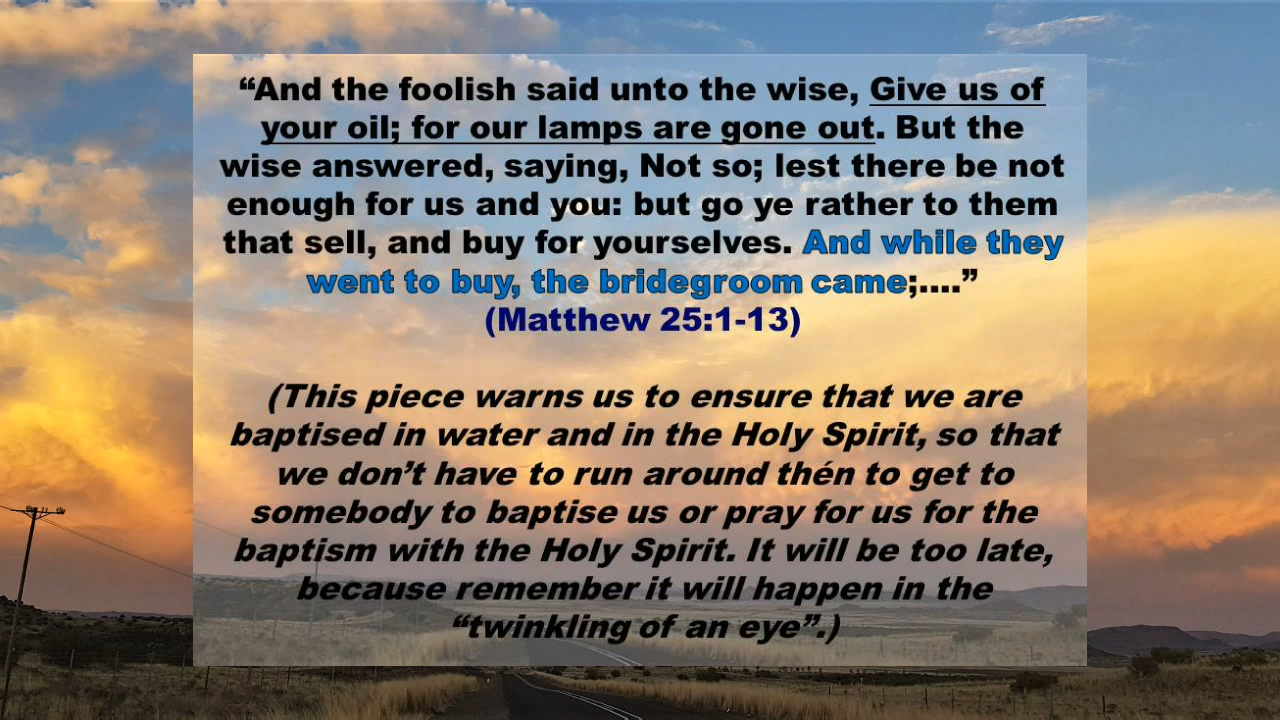 “And the foolish said unto the wise, Give us of
your oil; for our lamps are gone out. But the
wise answered, saying, Not so; lest there be not
enough for us and you: but go ye rather to them
that sell, and buy for yourselves. And while they
went to buy, the bridegroom came;....”
(Matthew 25:1-13)
(This piece warns us to ensure that we are
baptised in water and in the Holy Spirit, so that
we don’t have to run around thén to get to
somebody to baptise us or pray for us for the
baptism with the Holy Spirit. It will be too late,
because remember it will happen in the
“twinkling of an eye”.)